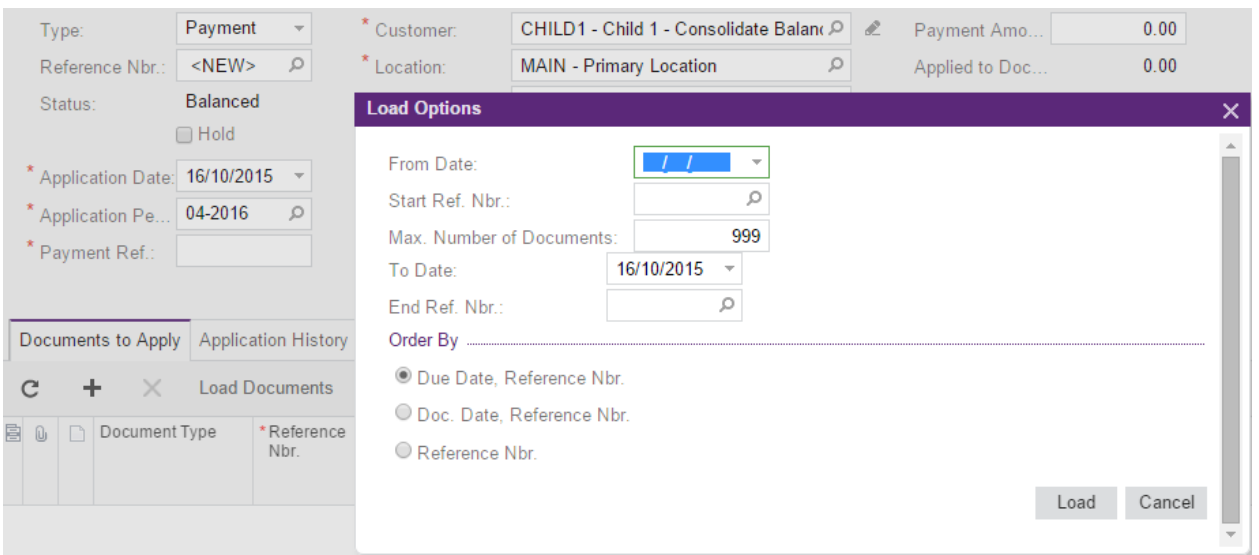 Type: Payment * Customer: CHILD1 - Child 1 - Consolidate Balanc Payment Amo... 0.00
Reference Nbr.: <NEW> * Location: MAIN - Primary Location Applied to Doc... 0.00
Status: Balanced
Hold
* Application Date: 16/10/2015
* Application Pe... 04-2016
* Payment Ref.:
Documents to Apply Application History
Load Documents
Document Type * Reference
Nbr.
Load Options
From Date: / /
Start Ref. Nbr.:
Max. Number of Documents: 999
To Date: 16/10/2015
End Ref. Nbr.:
Order By
Due Date, Reference Nbr.
Doc. Date, Reference Nbr.
Reference Nbr.
Load Cancel